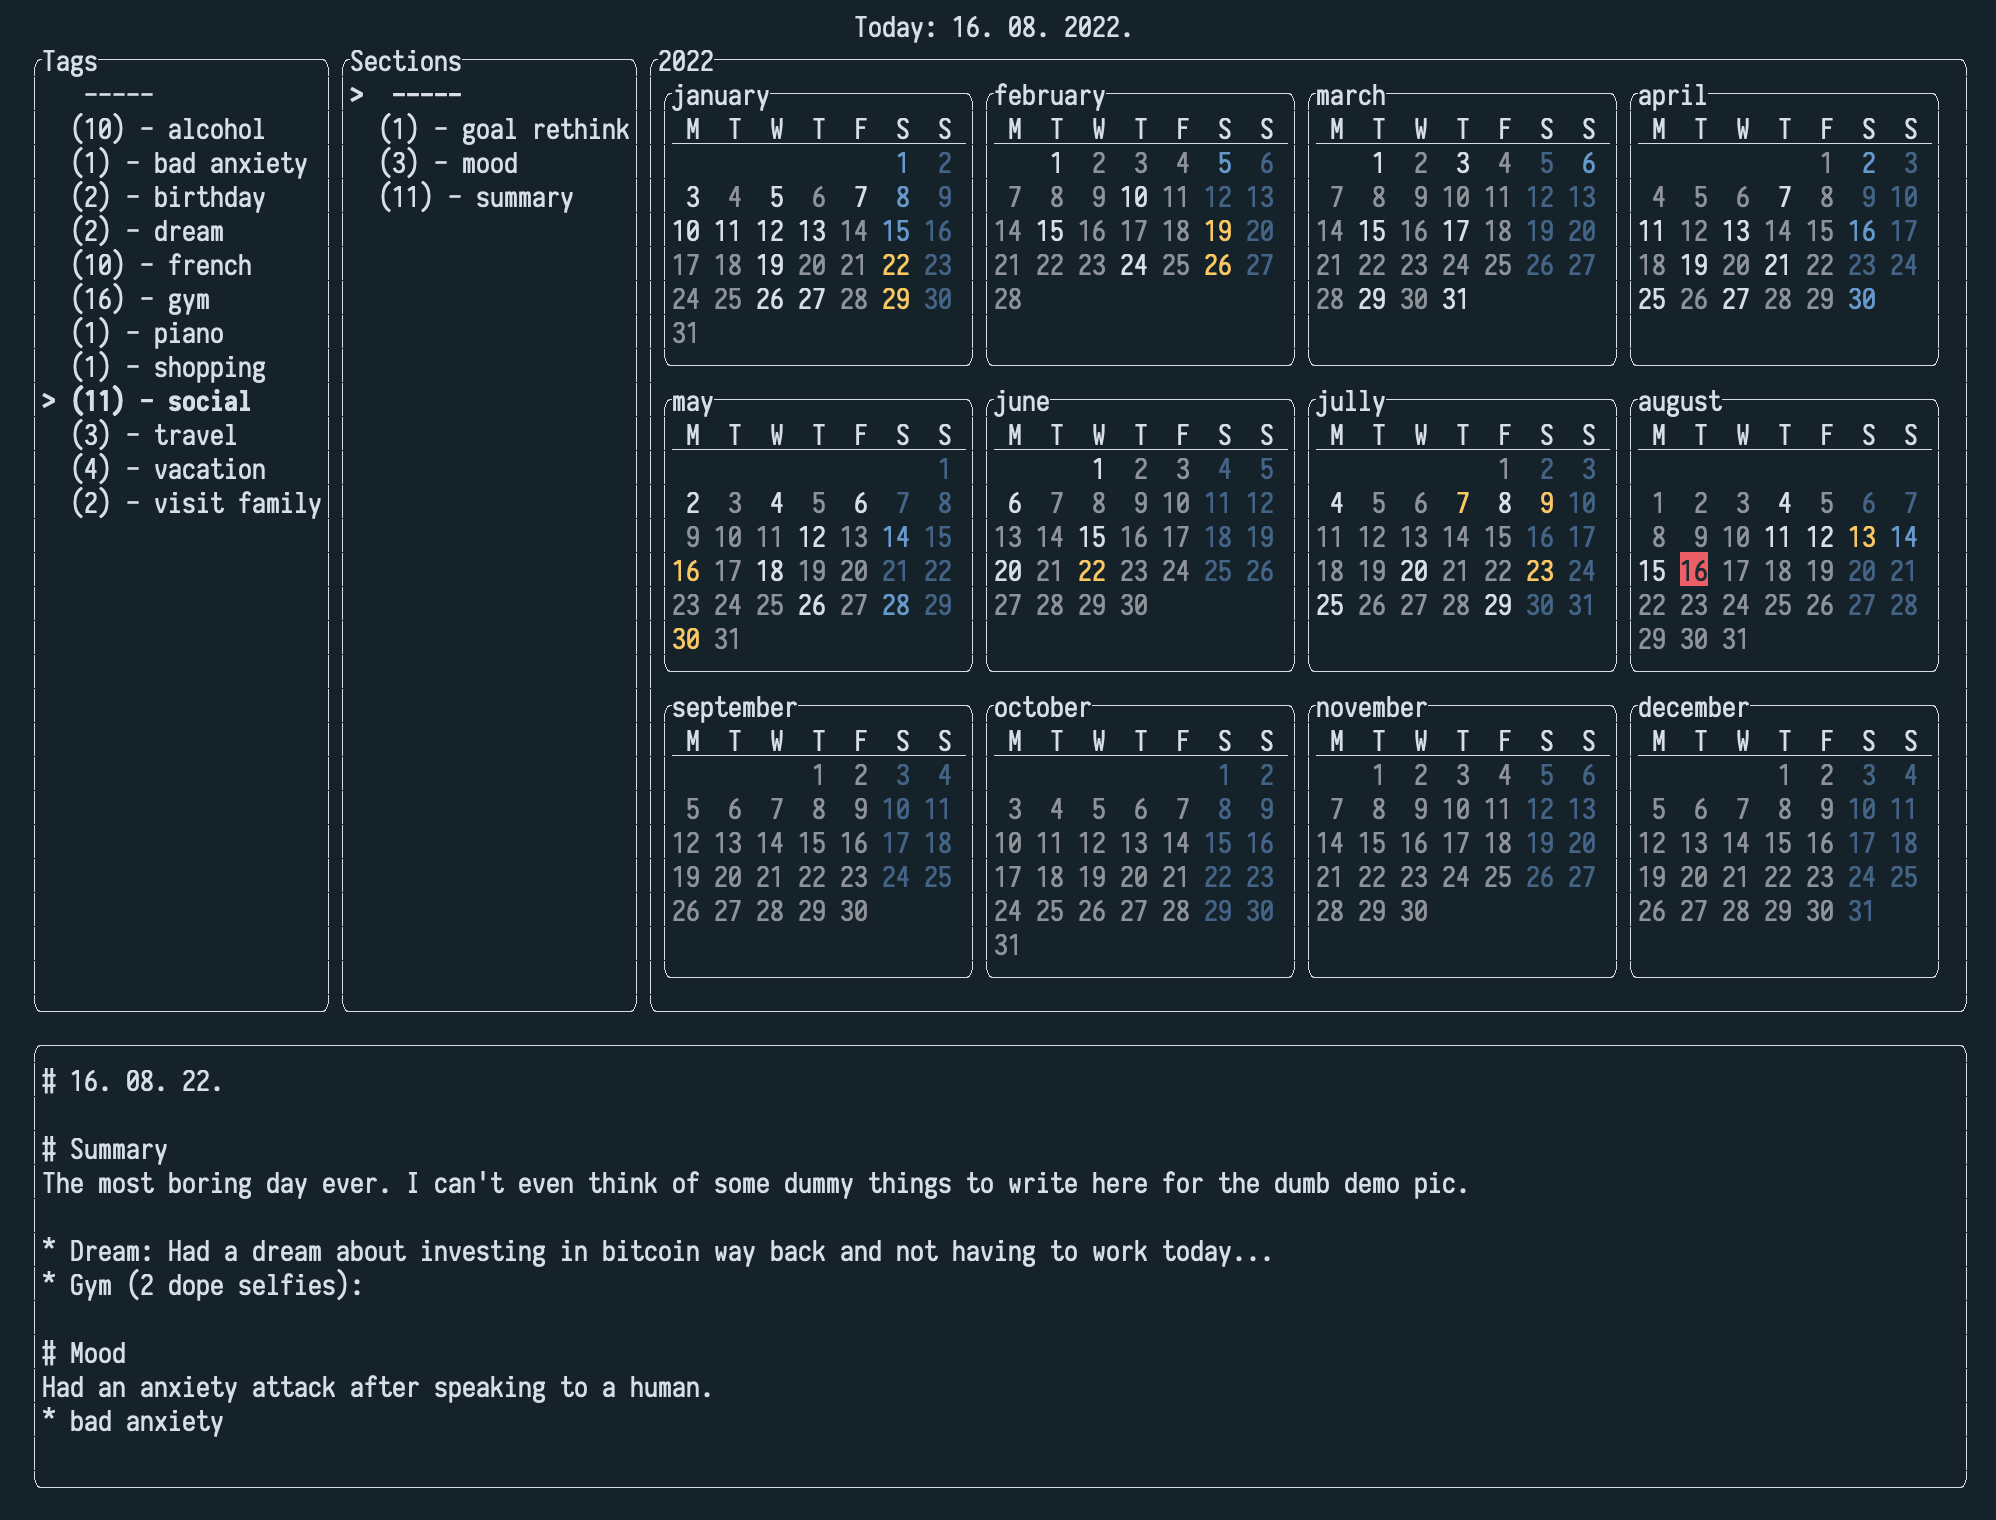 Today: 16. 08. 2022.
Tags
-----
(10) - alcohol
(1) - bad anxiety
(2) - birthday
(2) - dream
(10) - french
(16) - gym
(1) - piano
(1) - shopping
> (11) - social
(3) - travel
(4) - vacation
(2) - visit family
Sections
> -----
(1) - goal rethink
(3) - mood
(11) - summary
2022
january
M T W T F S S
1 2
3 4 5 6 7 8 9
10 11 12 13 14 15 16
17 18 19 20 21 22 23
24 25 26 27 28 29 30
31
february
M T W T F S S
1 2 3 4 5 6
7 8 9 10 11 12 13
14 15 16 17 18 19 20
21 22 23 24 25 26 27
28
march
M T W T F S S
1 2 3 4 5 6
7 8 9 10 11 12 13
14 15 16 17 18 19 20
21 22 23 24 25 26 27
28 29 30 31
april
M T W T F S S
1 2 3
4 5 6 7 8 9 10
11 12 13 14 15 16 17
18 19 20 21 22 23 24
25 26 27 28 29 30
may
M T W T F S S
1
2 3 4 5 6 7 8
9 10 11 12 13 14 15
16 17 18 19 20 21 22
23 24 25 26 27 28 29
30 31
june
M T W T F S S
1 2 3 4 5
6 7 8 9 10 11 12
13 14 15 16 17 18 19
20 21 22 23 24 25 26
27 28 29 30
jully
M T W T F S S
1 2 3
4 5 6 7 8 9 10
11 12 13 14 15 16 17
18 19 20 21 22 23 24
25 26 27 28 29 30 31
august
M T W T F S S
1 2 3 4 5 6 7
8 9 10 11 12 13 14
15 16 17 18 19 20 21
22 23 24 25 26 27 28
29 30 31
september
M T W T F S S
1 2 3 4
5 6 7 8 9 10 11
12 13 14 15 16 17 18
19 20 21 22 23 24 25
26 27 28 29 30
october
M T W T F S S
1 2
3 4 5 6 7 8 9
10 11 12 13 14 15 16
17 18 19 20 21 22 23
24 25 26 27 28 29 30
31
november
M T W T F S S
1 2 3 4 5 6
7 8 9 10 11 12 13
14 15 16 17 18 19 20
21 22 23 24 25 26 27
28 29 30
december
M T W T F S S
1 2 3 4
5 6 7 8 9 10 11
12 13 14 15 16 17 18
19 20 21 22 23 24 25
26 27 28 29 30 31
# 16. 08. 22.
# Summary
The most boring day ever. I can't even think of some dummy things to write here for the dumb demo pic.
* Dream: Had a dream about investing in bitcoin way back and not having to work today...
* Gym (2 dope selfies):
# Mood
Had an anxiety attack after speaking to a human.
* bad anxiety